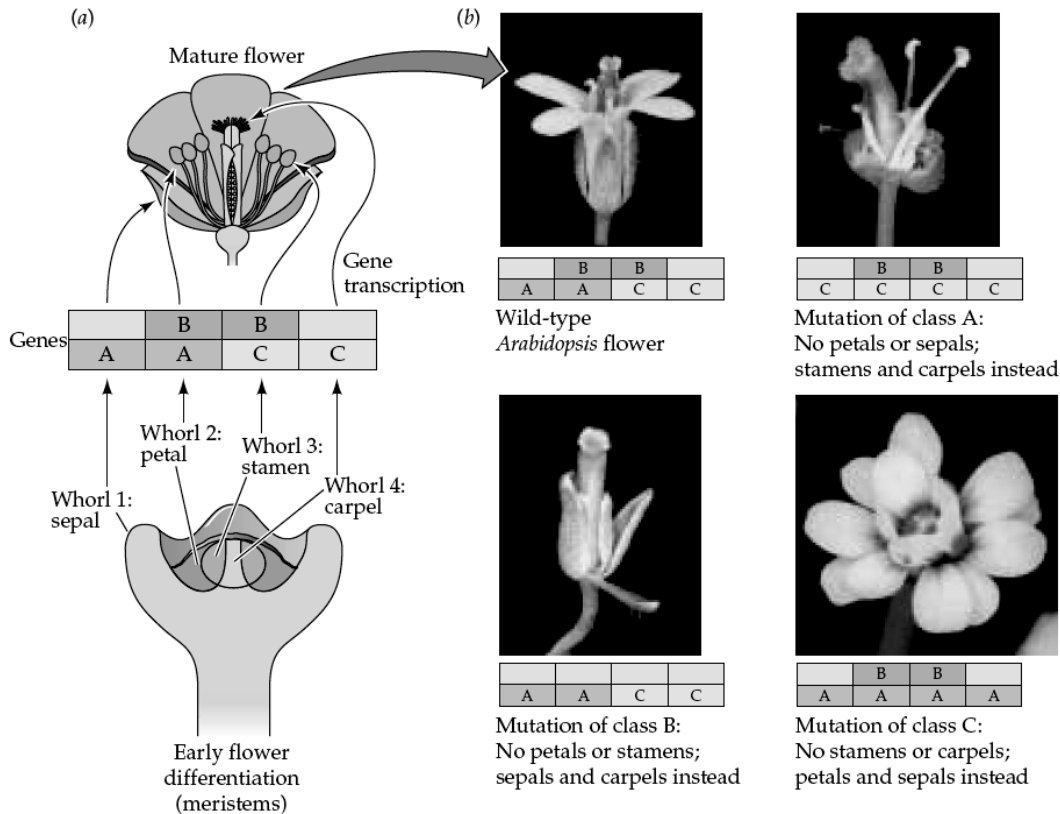 (a)
Mature flower
Gene
transcription
Genes
B B
A A C C
Whorl 2:
petal
Whorl 3:
stamen
Whorl 1:
sepal
Whorl 4:
carpel
Early flower
differentiation
(meristems)
(b)
B B
A A C C
Wild-type
Arabidopsis flower
B B
C C C C
Mutation of class A:
No petals or sepals;
stamens and carpels instead
A A C C
Mutation of class B:
No petals or stamens;
sepals and carpels instead
B B
A A A A
Mutation of class C:
No stamens or carpels;
petals and sepals instead